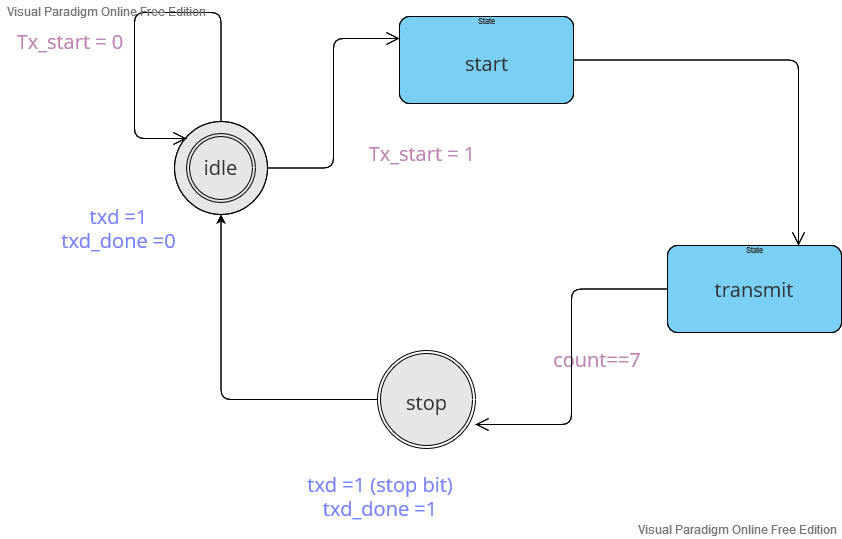 Visual Paradigm Online Free Edition
Tx_start = 0
State
start
Tx_start = 1
idle
txd =1
txd_done =0
State
transmit
count==7
stop
txd =1 (stop bit)
txd_done =1
Visual Paradigm Online Free Edition